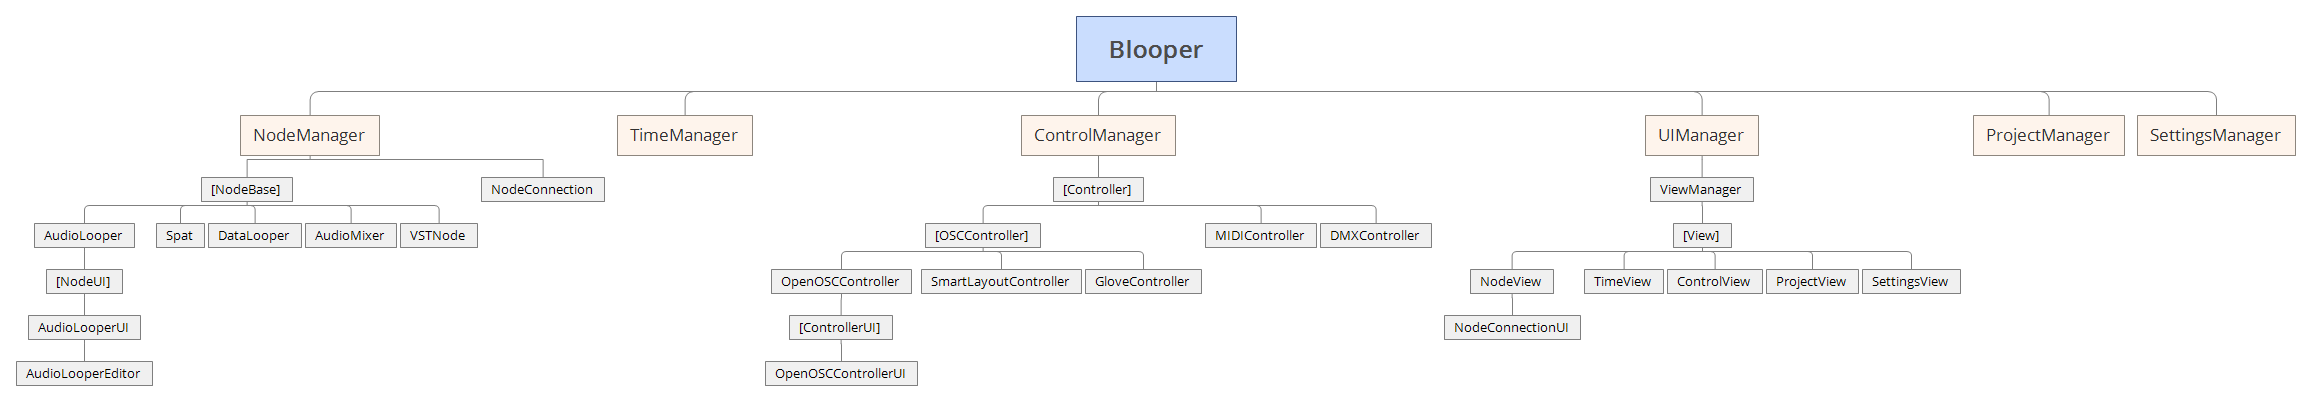 Blooper
NodeManager
TimeManager
ControlManager
UIManager
ProjectManager
SettingsManager
[NodeBase]
NodeConnection
[Controller]
ViewManager
AudioLooper
Spat
DataLooper
AudioMixer
VSTNode
[OSCController]
MIDIController
DMXController
[View]
[NodeUI]
OpenOSCController
SmartLayoutController
GloveController
NodeView
TimeView
ControlView
ProjectView
SettingsView
AudioLooperUI
[ControllerUI]
NodeConnectionUI
AudioLooperEditor
OpenOSCControllerUI